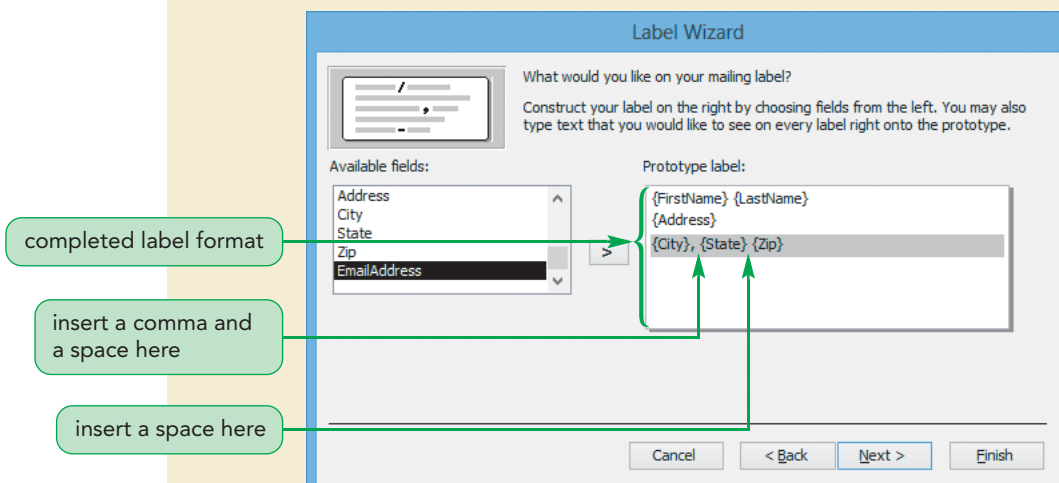 Label Wizard
What would you like on your mailing label?
Construct your label on the right by choosing fields from the left. You may also
type text that you would like to see on every label right onto the prototype.
Available fields:
Prototype label:
Address
City
State
Zip
EmailAddress
>
{FirstName} {LastName}
{Address}
{City}, {State} {Zip}
completed label format
insert a comma and
a space here
insert a space here
Cancel
< Back
Next >
Finish